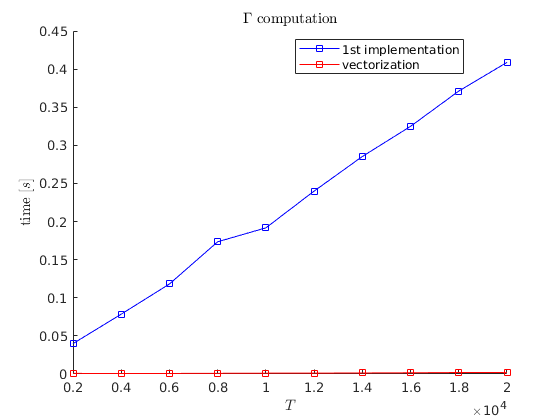 Γ computation
1st implementation
vectorization
time [s]
0.45
0.4
0.35
0.3
0.25
0.2
0.15
0.1
0.05
0
0.2 0.4 0.6 0.8 1 1.2 1.4 1.6 1.8 2
T
×10⁴